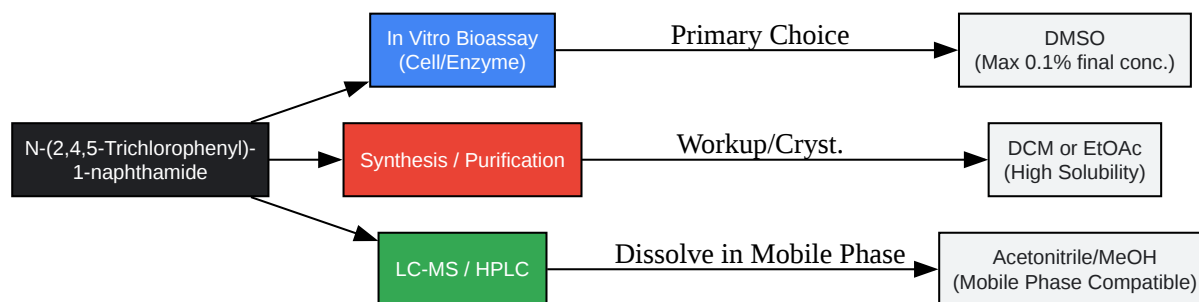 In Vitro Bioassay
(Cell/Enzyme)
Primary Choice
DMSO
(Max 0.1% final conc.)
N-(2,4,5-Trichlorophenyl)-
1-naphthamide
Synthesis / Purification
Workup/Cryst.
DCM or EtOAc
(High Solubility)
LC-MS / HPLC
Dissolve in Mobile Phase
Acetonitrile/MeOH
(Mobile Phase Compatible)